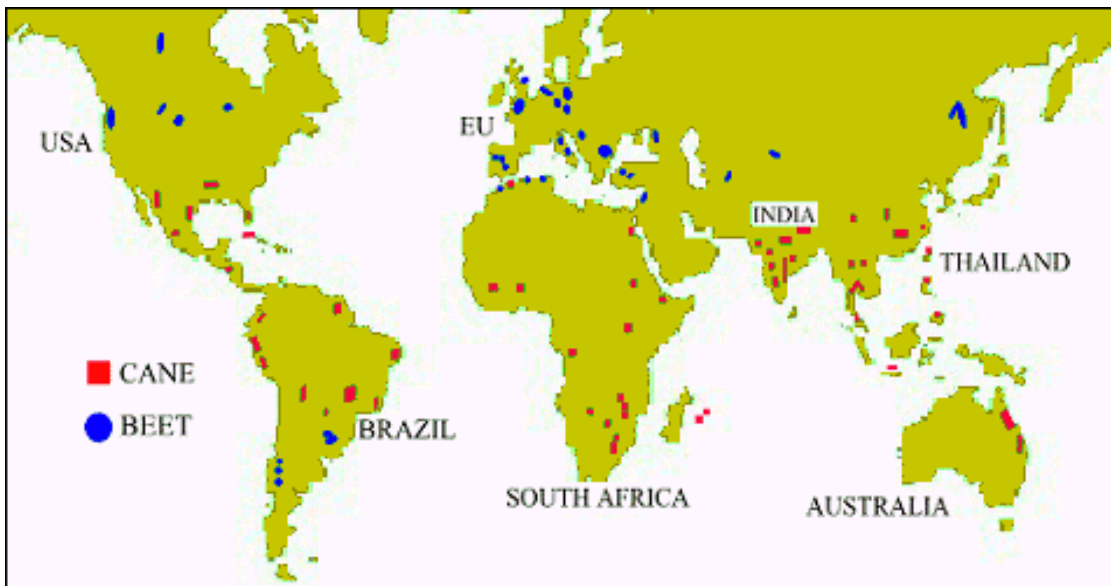 USA
EU
INDIA
THAILAND
CANE
BEET
BRAZIL
SOUTH AFRICA
AUSTRALIA